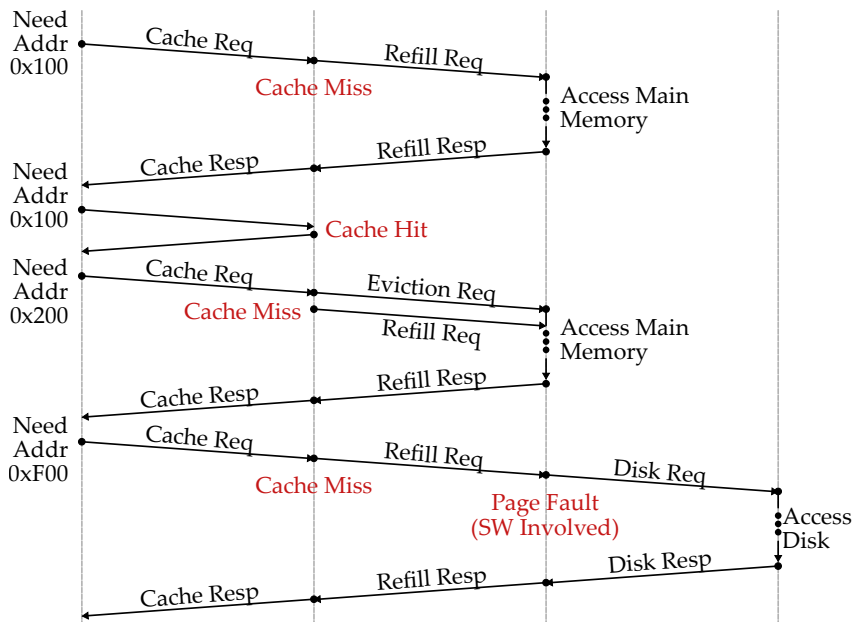 Need
Addr
0x100
Cache Req
Refill Req
Cache Miss
Access Main
Memory
Cache Resp
Refill Resp
Need
Addr
0x100
Cache Hit
Need
Addr
0x200
Cache Req
Eviction Req
Cache Miss
Refill Req
Access Main
Memory
Cache Resp
Refill Resp
Need
Addr
0xF00
Cache Req
Refill Req
Disk Req
Cache Miss
Page Fault
(SW Involved)
Access
Disk
Disk Resp
Refill Resp
Cache Resp